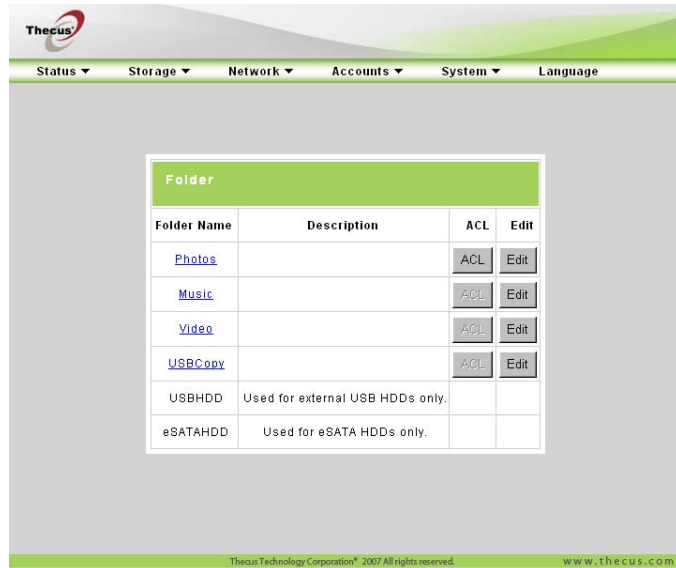 Thecus
Status ▼ Storage ▼ Network ▼ Accounts ▼ System ▼ Language
Folder
Folder Name Description ACL Edit
Photos ACL Edit
Music ACL Edit
Video ACL Edit
USBCopy ACL Edit
USBHDD Used for external USB HDDs only.
eSATAHDD Used for eSATA HDDs only.
Thecus Technology Corporation® 2007 All rights reserved. www.thecus.com